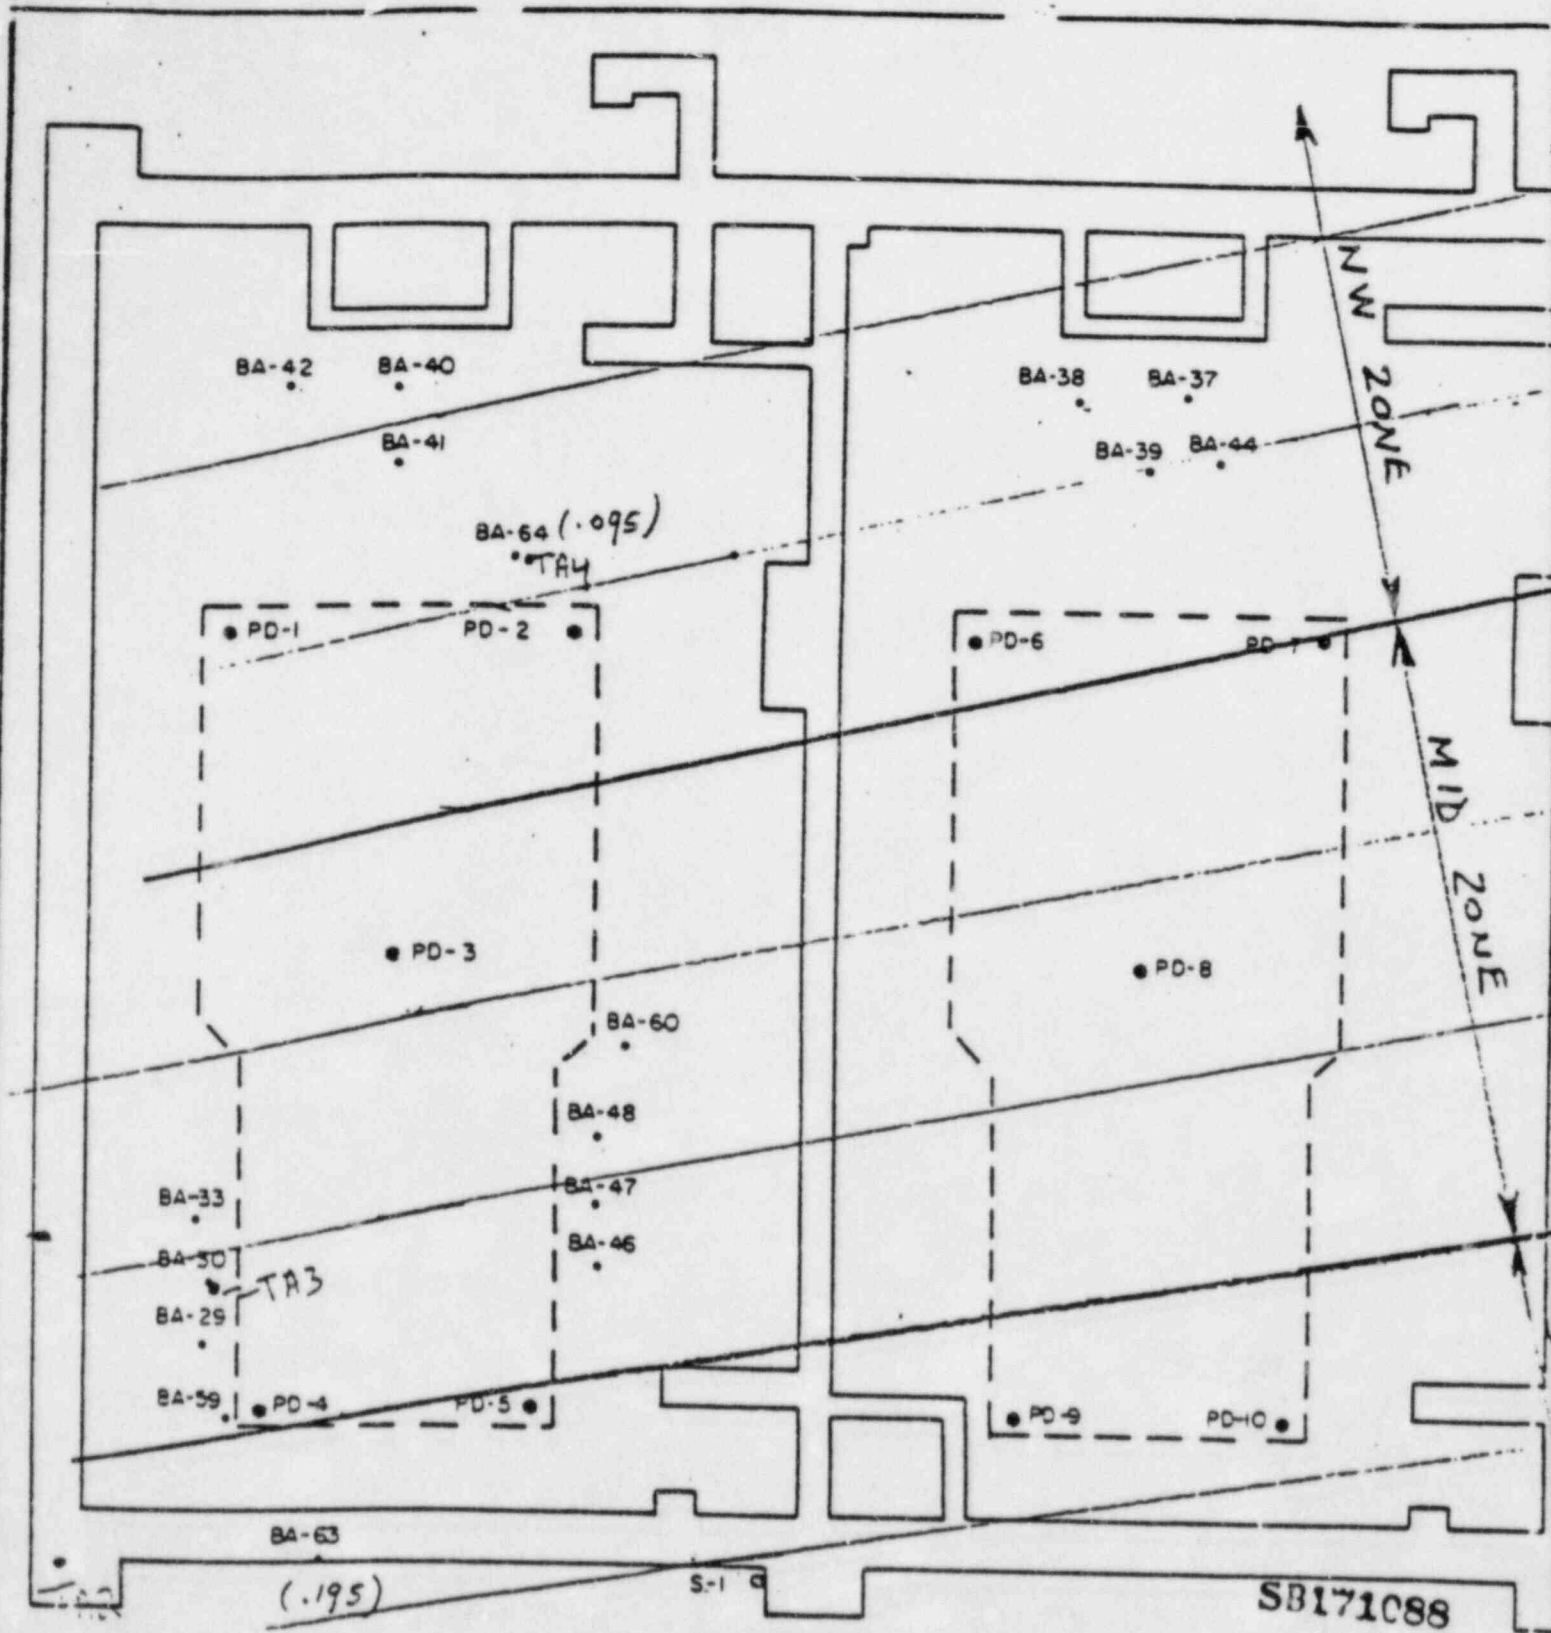 BA-42
BA-40
BA-41
BA-38
BA-37
BA-39
BA-44
NW ZONE
BA-64 (.095)
TA4
PD-1
PD-2
PD-6
PD-7
MID ZONE
PD-3
PD-8
BA-60
BA-48
BA-33
BA-47
BA-30
BA-46
TA3
BA-29
BA-59
PD-4
PD-5
PD-9
PD-10
BA-63
(.195)
S-1
SB171088